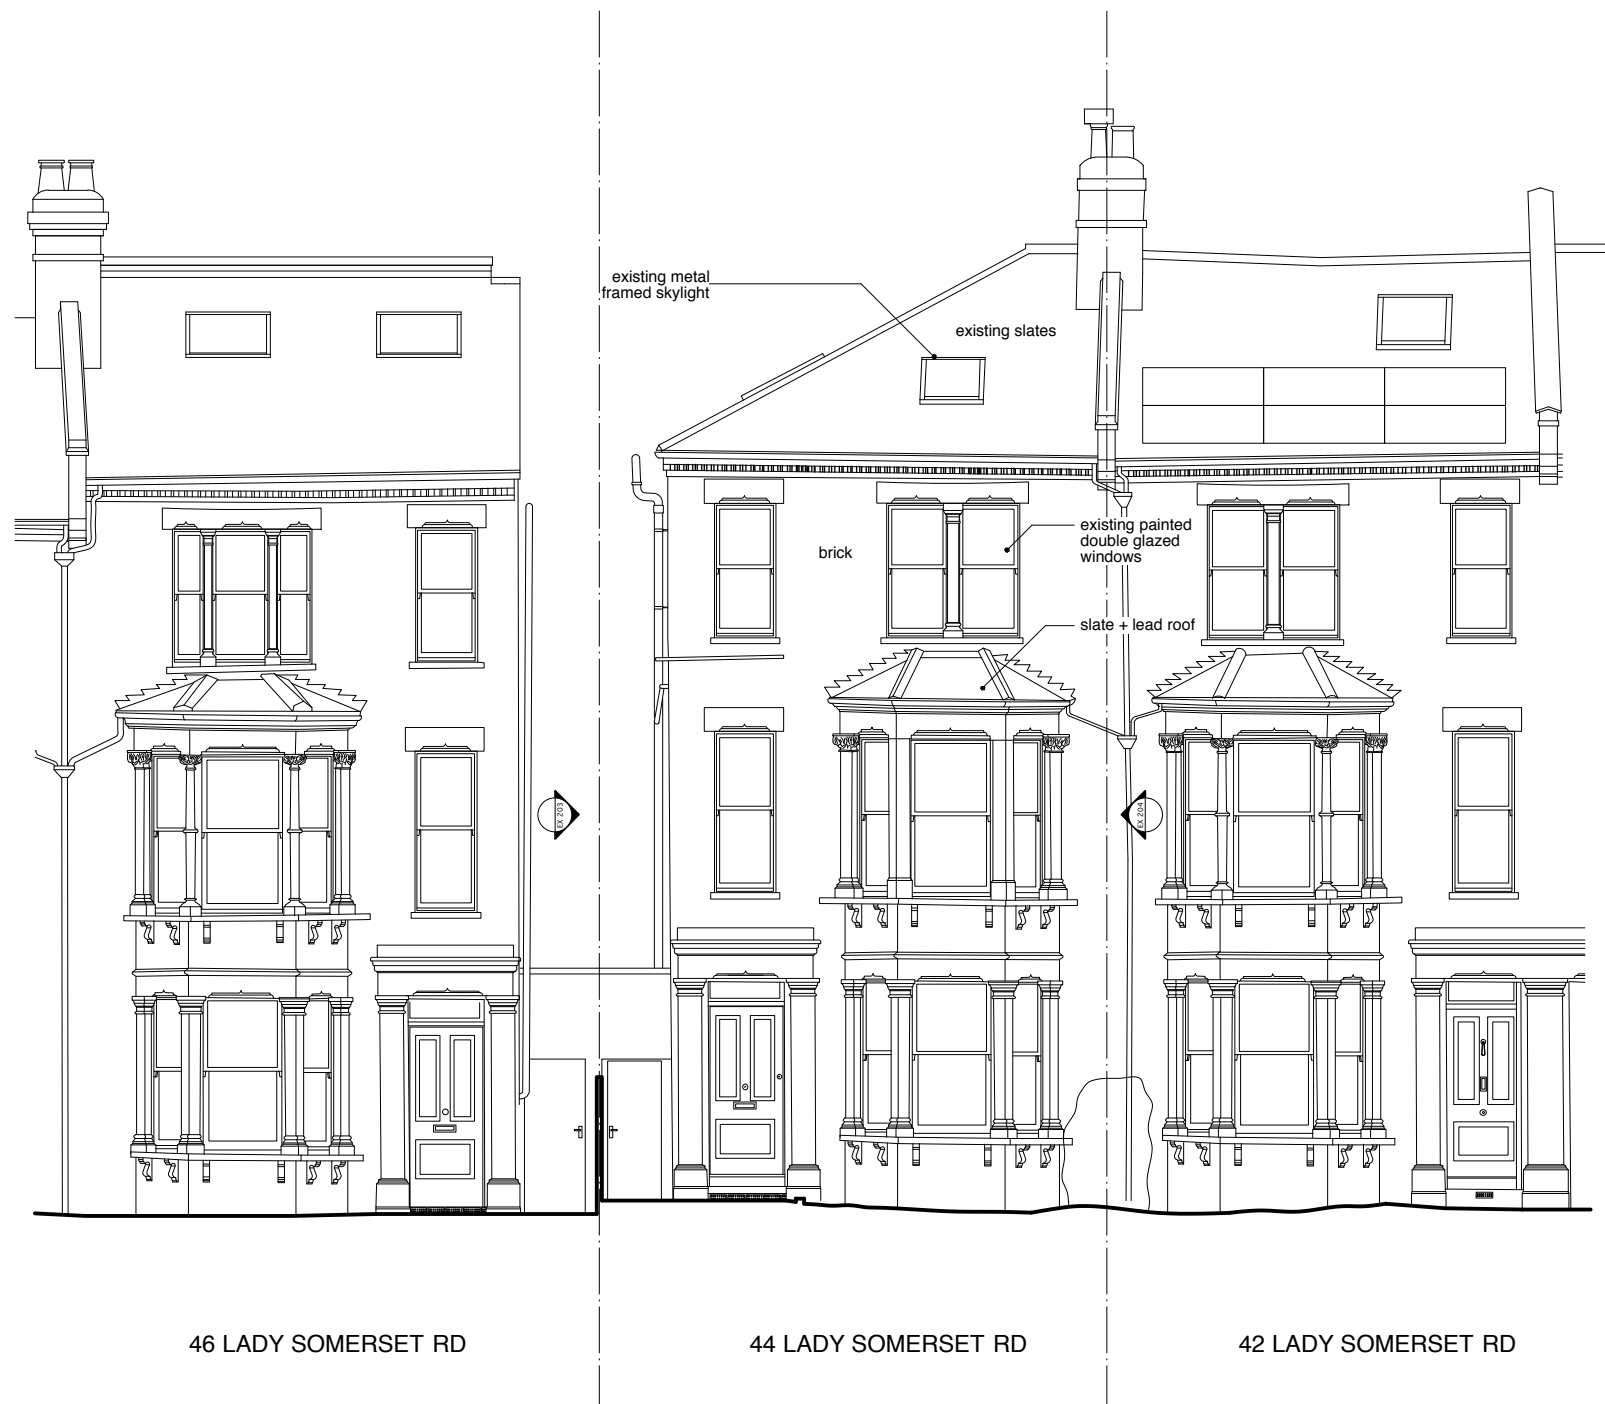 existing metal
framed skylight
existing slates
existing painted
double glazed
windows
brick
slate + lead roof
EX 203
EX 204
46 LADY SOMERSET RD
44 LADY SOMERSET RD
42 LADY SOMERSET RD